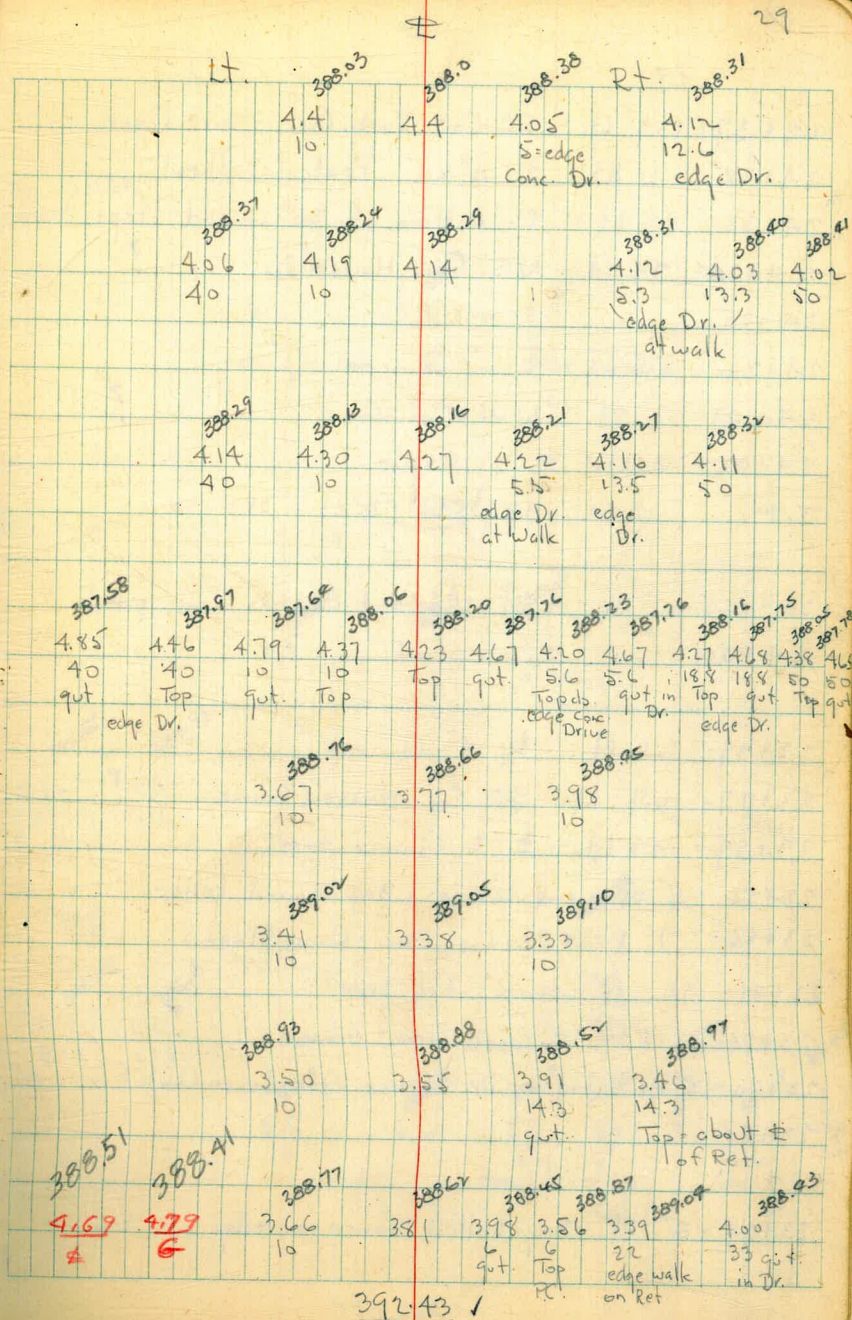 29
℄
Lt. Rt.
388.03 388.0 388.38 388.31
4.4 4.4 4.05 4.12
10 5=edge 12.6
Conc. Dr. edge Dr.
388.37 388.24 388.29 388.31 388.40 388.41
4.06 4.19 4.14 4.12 4.03 4.02
40 10 10 5.3 13.3 50
edge Dr.
at walk
388.29 388.13 388.16 388.21 388.27 388.32
4.14 4.30 4.27 4.22 4.16 4.11
40 10 5.5 13.5 50
edge Dr. edge
at walk Dr.
387.58 387.97 387.64 388.06 388.20 387.76 388.23 387.76 388.16 387.75 388.05
4.85 4.46 4.79 4.37 4.23 4.67 4.20 4.67 4.27 4.68 4.38
40 40 10 10 Top gut. 5.6 5.6 18.8 18.8 50 50
gut Top gut. Top Top gut in Top gut. Top gut
edge Dr. edge Conc. Dr. edge Dr.
Drive
388.76 388.66 388.45
3.67 3.77 3.98
10 10
389.02 389.05 389.10
3.41 3.38 3.33
10 10
388.93 388.88 388.52 388.97
3.50 3.55 3.91 3.46
10 14.3 14.3
gut. Top = about ℄
of Ret.
388.51 388.41 388.77 388.62 388.45 388.87 389.04 388.43
4.69 4.79 3.66 3.81 3.98 3.56 3.39 4.00
℄ G 10 6 6 22 33 gut.
gut. Top edge walk in Dr.
P.C. on Ret
392.43 ✓